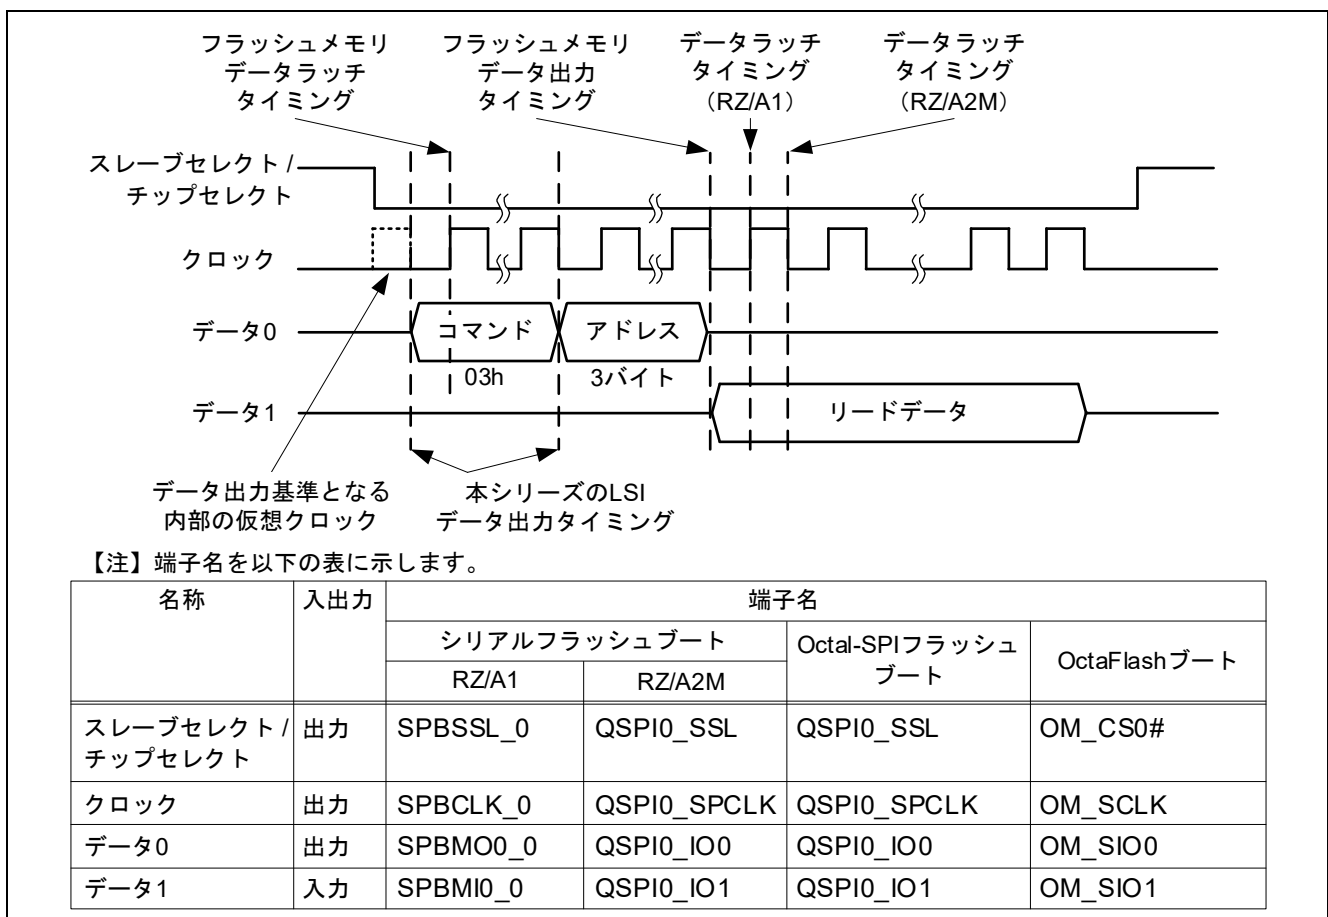 フラッシュメモリ
データラッチ
タイミング
フラッシュメモリ
データ出力
タイミング
データラッチ
タイミング
（RZ/A1）
データラッチ
タイミング
（RZ/A2M）
スレーブセレクト /
チップセレクト
クロック
データ0
コマンド
アドレス
03h
3バイト
データ1
リードデータ
データ出力基準となる
内部の仮想クロック
本シリーズのLSI
データ出力タイミング
【注】端子名を以下の表に示します。
名称 入出力 端子名
シリアルフラッシュブート
Octal-SPIフラッシュ
ブート
OctaFlashブート
RZ/A1 RZ/A2M
スレーブセレクト / 出力 SPBSSL_0 QSPI0_SSL QSPI0_SSL OM_CS0#
チップセレクト
クロック 出力 SPBCLK_0 QSPI0_SPCLK QSPI0_SPCLK OM_SCLK
データ0 出力 SPBMO0_0 QSPI0_IO0 QSPI0_IO0 OM_SIO0
データ1 入力 SPBMI0_0 QSPI0_IO1 QSPI0_IO1 OM_SIO1